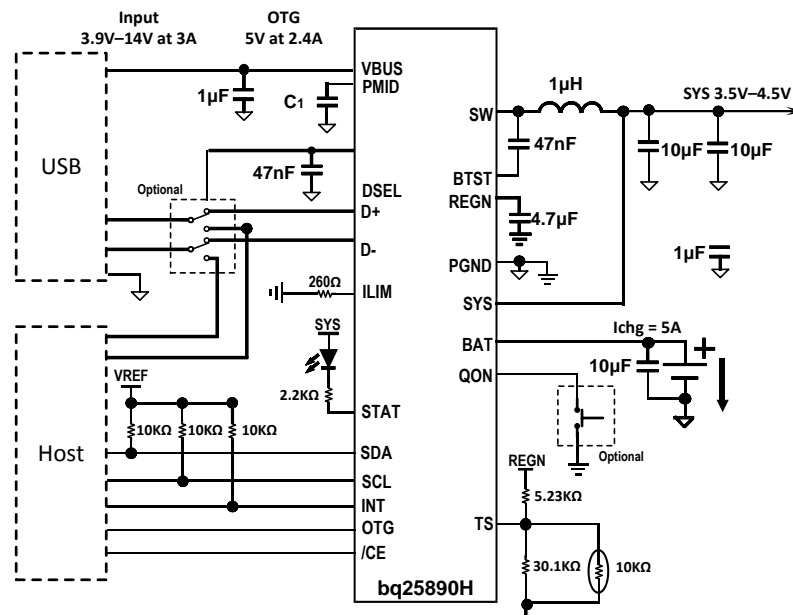 Input
3.9V–14V at 3A
OTG
5V at 2.4A
VBUS
PMID
1µF
C1
1µH
SYS 3.5V–4.5V
SW
47nF
10µF
10µF
USB
47nF
BTST
Optional
DSEL
REGN
D+
4.7µF
D-
PGND
1µF
260Ω
ILIM
SYS
SYS
Ichg = 5A
BAT
10µF
+
VREF
QON
2.2KΩ
STAT
10KΩ
10KΩ
10KΩ
Host
SDA
Optional
REGN
SCL
5.23KΩ
INT
OTG
TS
/CE
30.1KΩ
10KΩ
bq25890H